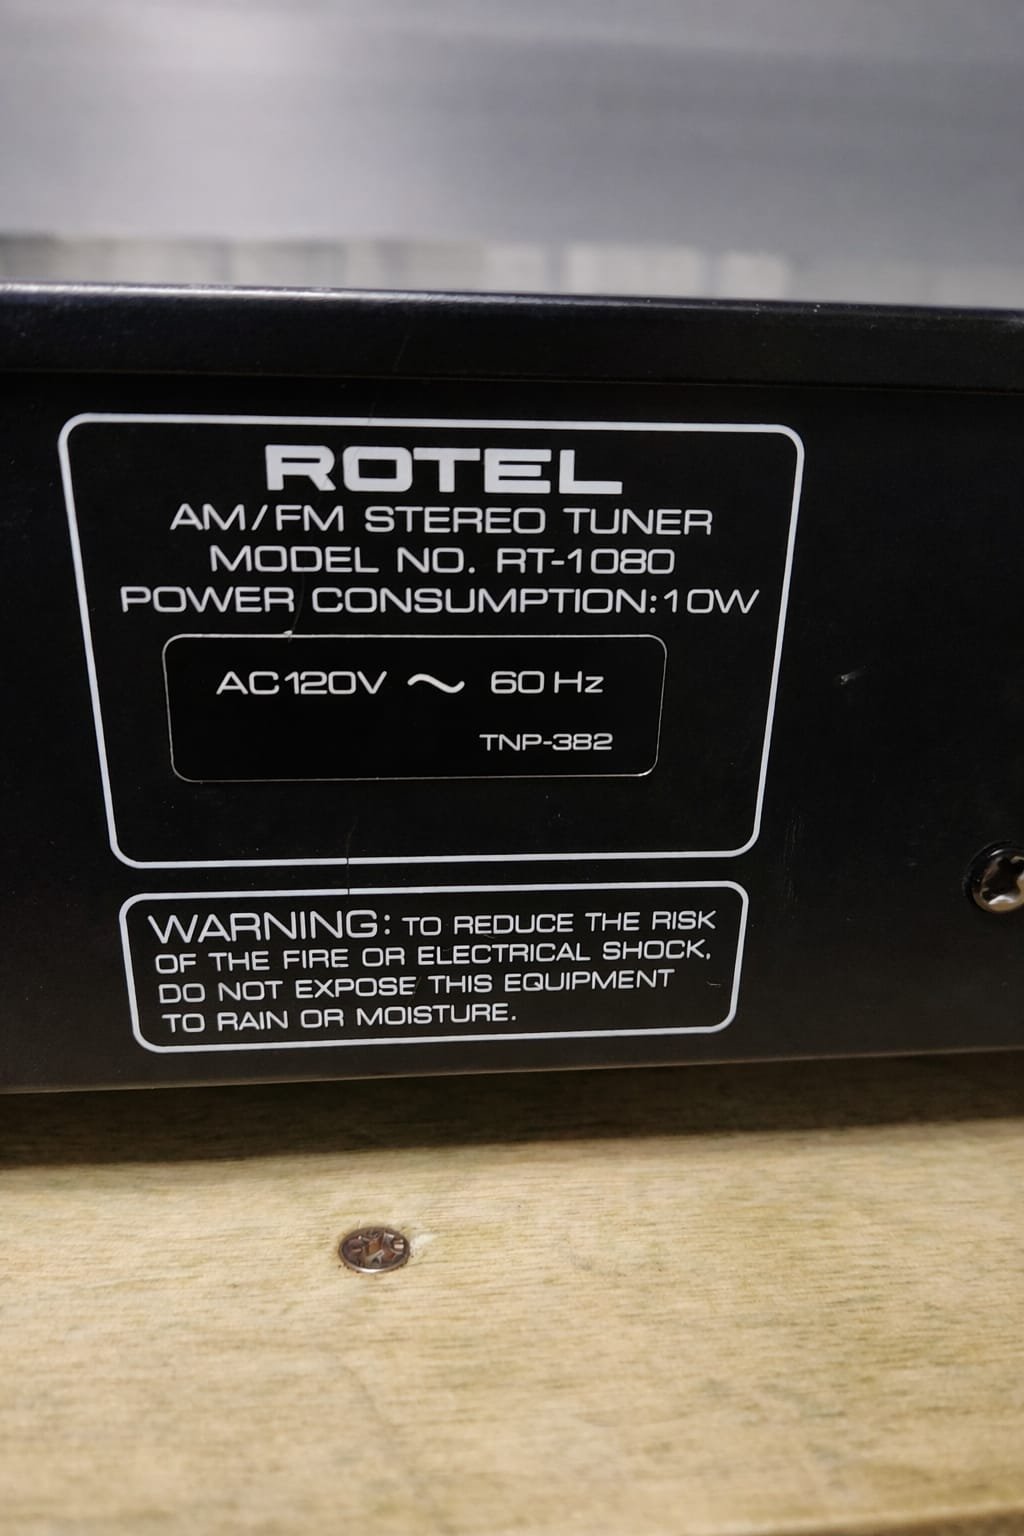 ROTEL
AM/FM STEREO TUNER
MODEL NO. RT-1080
POWER CONSUMPTION:10W
AC120V ~ 60Hz
TNP-382
WARNING: TO REDUCE THE RISK
OF THE FIRE OR ELECTRICAL SHOCK,
DO NOT EXPOSE THIS EQUIPMENT
TO RAIN OR MOISTURE.